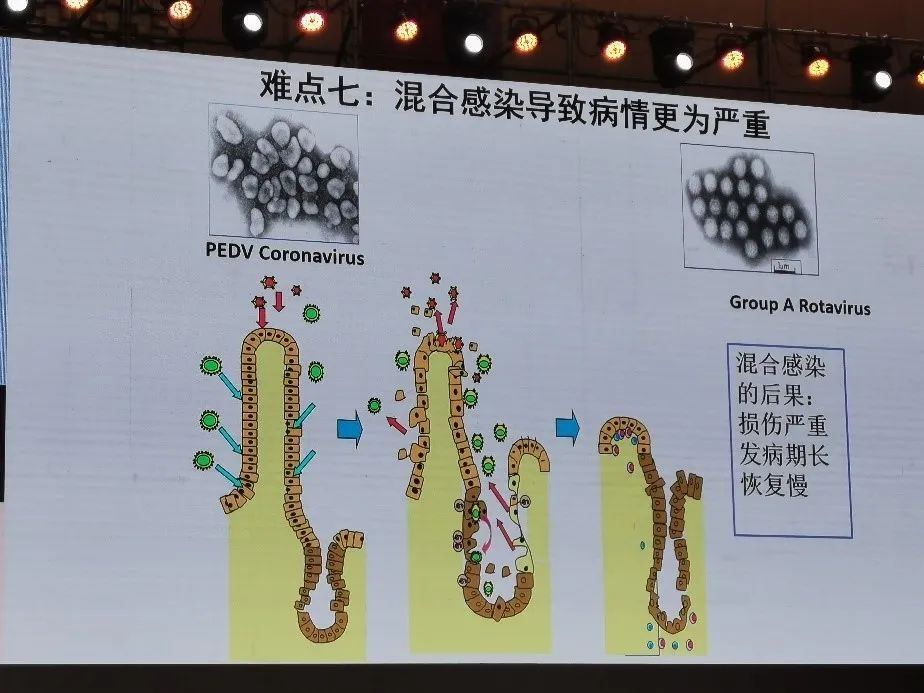 难点七：混合感染导致病情更为严重
PEDV Coronavirus
1um
Group A Rotavirus
混合感染
的后果：
损伤严重
发病期长
恢复慢